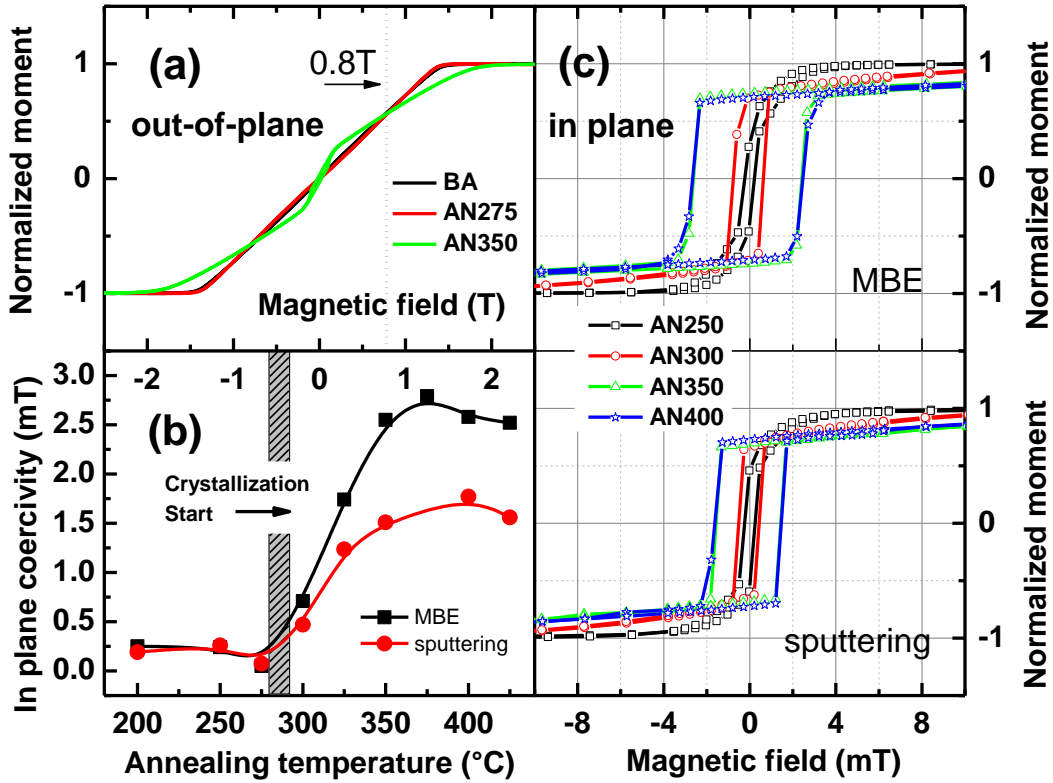 Normalized moment
1
0
-1
(a)
0.8T
out-of-plane
BA
AN275
AN350
Magnetic field (T)
-2
-1
0
1
2
In plane coercivity (mT)
3.0
2.5
2.0
1.5
1.0
0.5
0.0
(b)
Crystallization
Start
MBE
sputtering
200
250
300
350
400
Annealing temperature (°C)
(c)
in plane
MBE
1
0
-1
Normalized moment
AN250
AN300
AN350
AN400
sputtering
1
0
-1
Normalized moment
-8
-4
0
4
8
Magnetic field (mT)